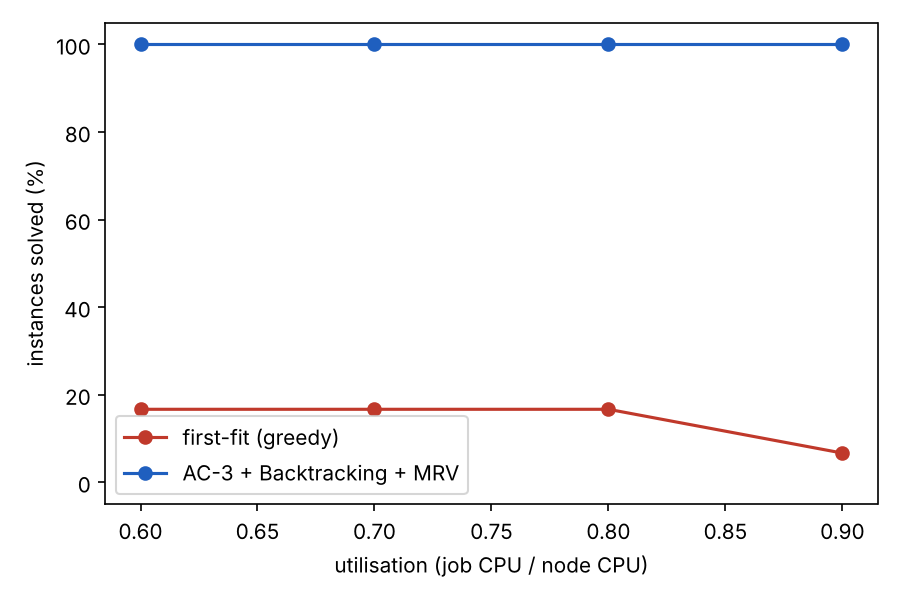 100
80
60
40
20
0
instances solved (%)
first-fit (greedy)
AC-3 + Backtracking + MRV
0.60 0.65 0.70 0.75 0.80 0.85 0.90
utilisation (job CPU / node CPU)